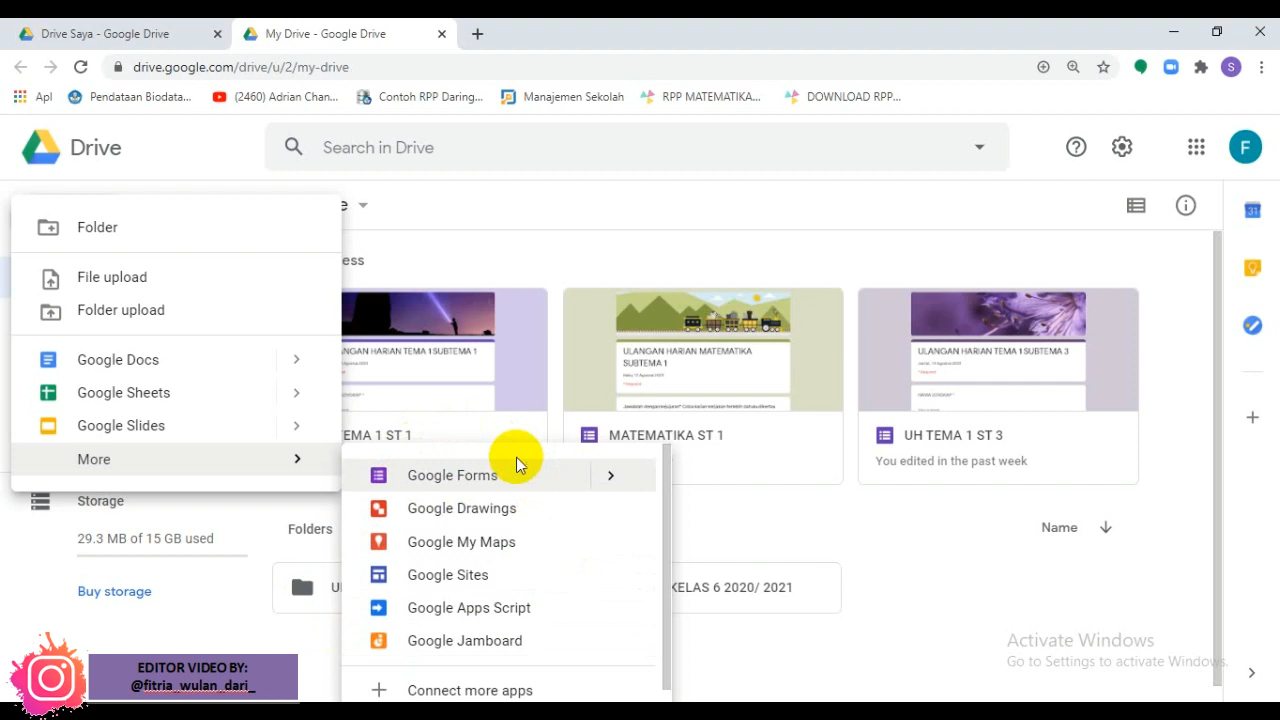 Drive Saya - Google Drive
My Drive - Google Drive
drive.google.com/drive/u/2/my-drive
S
Apl
Pendataan Biodata...
(2460) Adrian Chan...
Contoh RPP Daring...
Manajemen Sekolah
RPP MATEMATIKA...
DOWNLOAD RPP...
Drive
Search in Drive
F
Folder
File upload
Folder upload
Google Docs
Google Sheets
Google Slides
More
ess
31
ULANGAN HARIAN TEMA 1 SUBTEMA 1
ULANGAN HARIAN MATEMATIKA
SUBTEMA 1
ULANGAN HARIAN TEMA 1 SUBTEMA 3
TEMA 1 ST 1
MATEMATIKA ST 1
UH TEMA 1 ST 3
You edited in the past week
Google Forms
Google Drawings
Google My Maps
Google Sites
Google Apps Script
Google Jamboard
Connect more apps
Storage
29.3 MB of 15 GB used
Buy storage
Folders
Name
KELAS 6 2020/ 2021
Activate Windows
Go to Settings to activate Windows.
EDITOR VIDEO BY:
@fitria_wulan_dari_